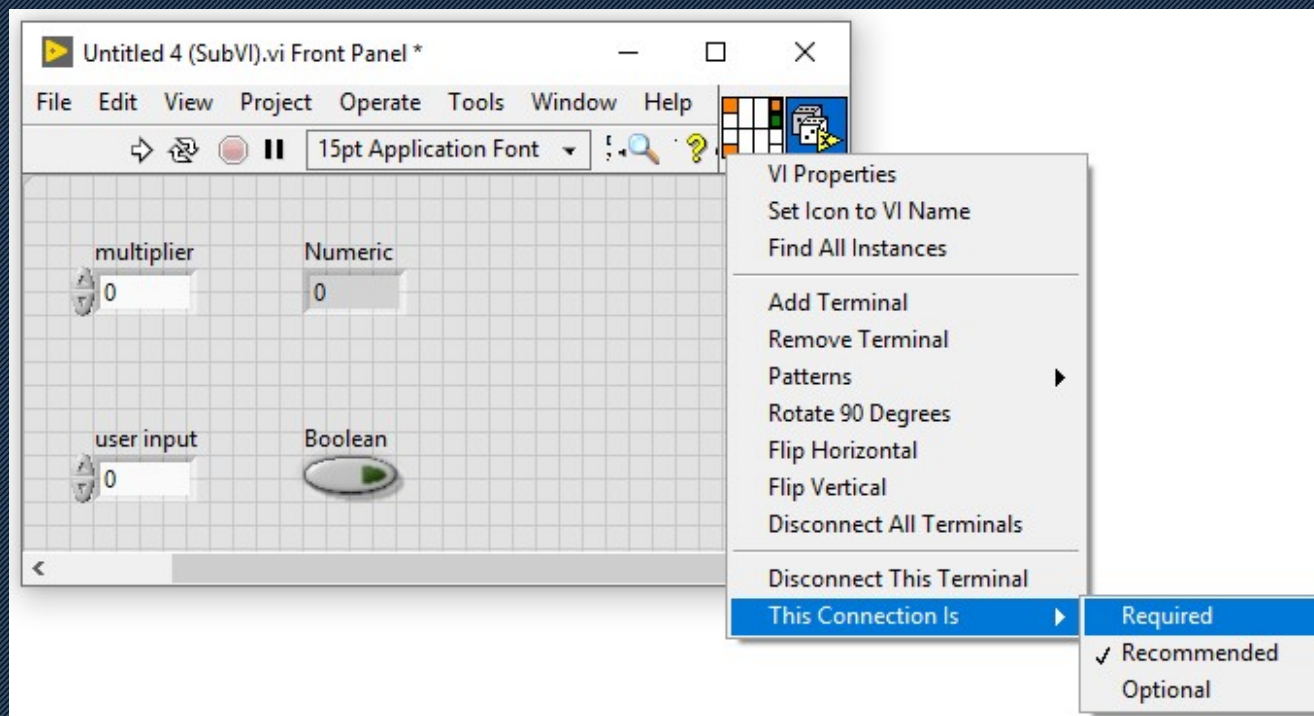 Untitled 4 (SubVI).vi Front Panel *
File Edit View Project Operate Tools Window Help
15pt Application Font
multiplier
0
Numeric
0
user input
0
Boolean
VI Properties
Set Icon to VI Name
Find All Instances
Add Terminal
Remove Terminal
Patterns
Rotate 90 Degrees
Flip Horizontal
Flip Vertical
Disconnect All Terminals
Disconnect This Terminal
This Connection Is
Required
Recommended
Optional